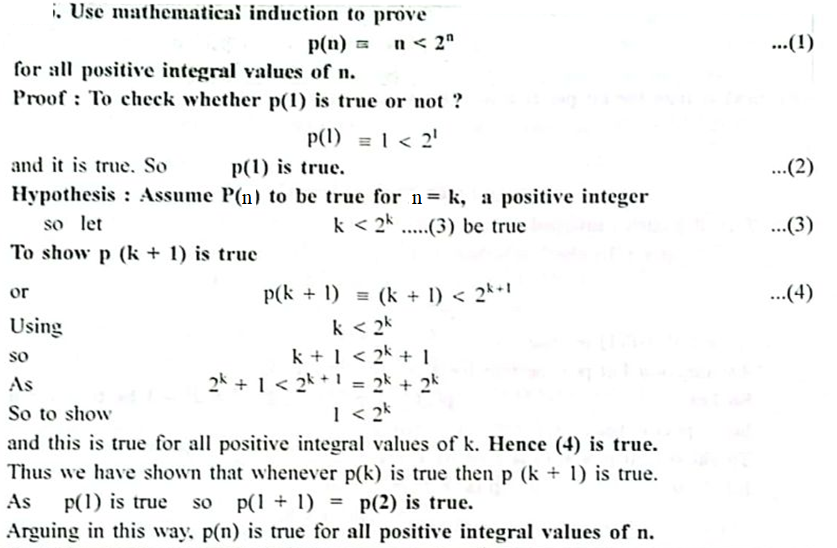 i. Use mathematical induction to prove
p(n) ≡ n < 2ⁿ ...(1)
for all positive integral values of n.
Proof : To check whether p(1) is true or not ?
p(1) ≡ 1 < 2¹
and it is true. So p(1) is true. ...(2)
Hypothesis : Assume P(n) to be true for n = k, a positive integer
so let k < 2ᵏ .....(3) be true ...(3)
To show p (k + 1) is true
or p(k + 1) ≡ (k + 1) < 2ᵏ⁺¹ ...(4)
Using k < 2ᵏ
so k + 1 < 2ᵏ + 1
As 2ᵏ + 1 < 2ᵏ⁺¹ = 2ᵏ + 2ᵏ
So to show 1 < 2ᵏ
and this is true for all positive integral values of k. Hence (4) is true.
Thus we have shown that whenever p(k) is true then p (k + 1) is true.
As p(1) is true so p(1 + 1) = p(2) is true.
Arguing in this way, p(n) is true for all positive integral values of n.